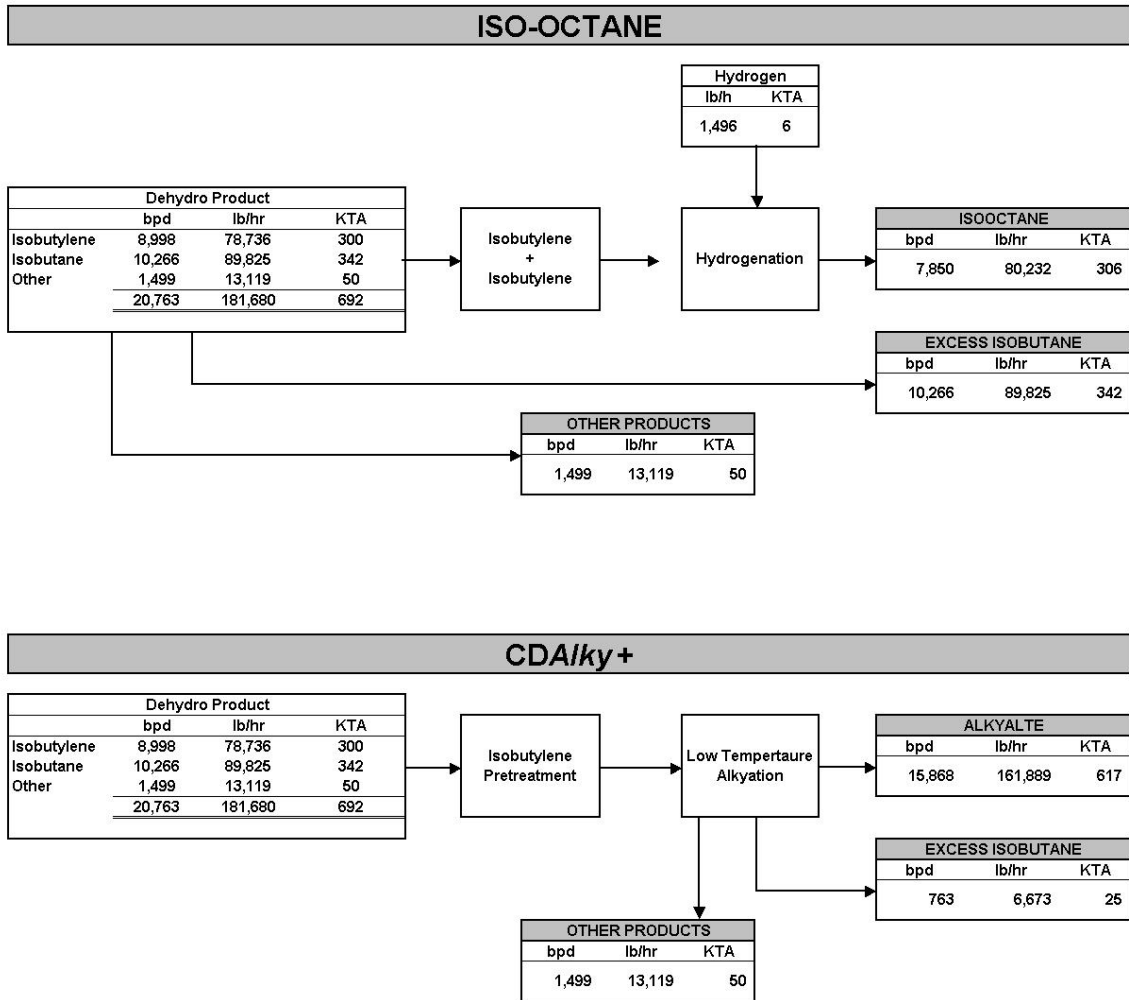 ISO-OCTANE
Hydrogen
lb/h KTA
1,496 6
Dehydro Product
bpd lb/hr KTA
Isobutylene 8,998 78,736 300
Isobutane 10,266 89,825 342
Other 1,499 13,119 50
20,763 181,680 692
Isobutylene
+
Isobutylene
Hydrogenation
ISOOCTANE
bpd lb/hr KTA
7,850 80,232 306
EXCESS ISOBUTANE
bpd lb/hr KTA
10,266 89,825 342
OTHER PRODUCTS
bpd lb/hr KTA
1,499 13,119 50
CDAlky+
Dehydro Product
bpd lb/hr KTA
Isobutylene 8,998 78,736 300
Isobutane 10,266 89,825 342
Other 1,499 13,119 50
20,763 181,680 692
Isobutylene
Pretreatment
Low Tempertaure
Alkyation
ALKYALTE
bpd lb/hr KTA
15,868 161,889 617
EXCESS ISOBUTANE
bpd lb/hr KTA
763 6,673 25
OTHER PRODUCTS
bpd lb/hr KTA
1,499 13,119 50